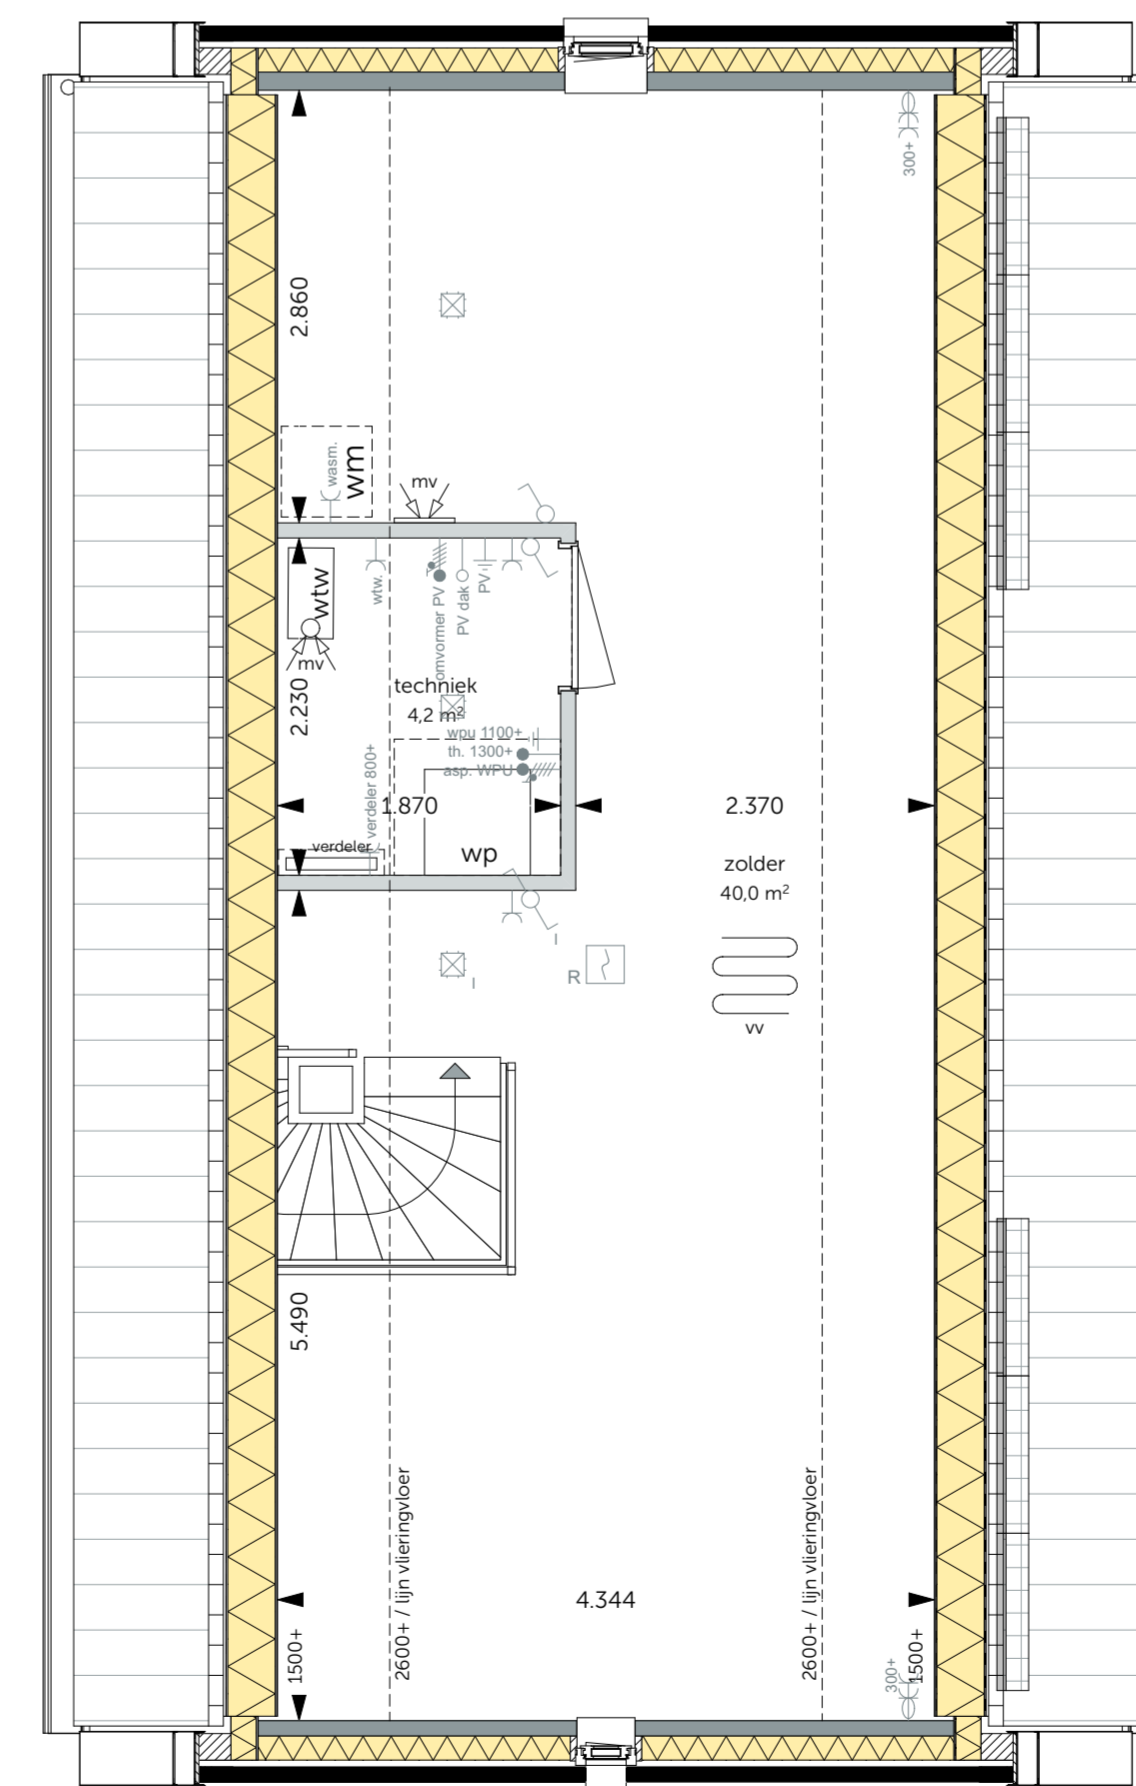 300+
2.860
wasm.
wm
mv
wtw
wtw.
omvormer PV
PV dak
PV
mv
techniek
4,2 m²
2.230
wpu 1100+
th. 1300+
asp. WPU
verdeler 800+
1.870
2.370
verdeler
wp
zolder
40,0 m²
R
vv
5.490
2600+ / lijn vlieringvloer
2600+ / lijn vlieringvloer
4.344
1500+
300+
1500+